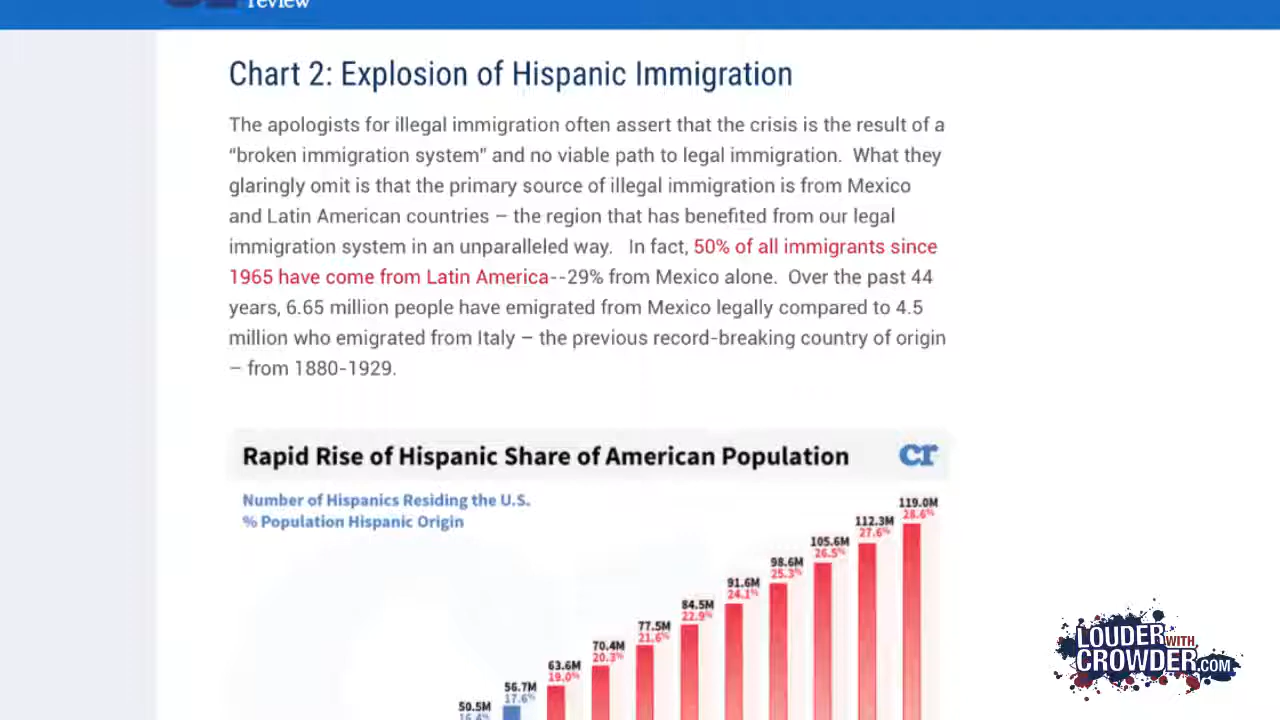 review
Chart 2: Explosion of Hispanic Immigration
The apologists for illegal immigration often assert that the crisis is the result of a
“broken immigration system” and no viable path to legal immigration.  What they
glaringly omit is that the primary source of illegal immigration is from Mexico
and Latin American countries – the region that has benefited from our legal
immigration system in an unparalleled way.   In fact, 50% of all immigrants since
1965 have come from Latin America--29% from Mexico alone.  Over the past 44
years, 6.65 million people have emigrated from Mexico legally compared to 4.5
million who emigrated from Italy – the previous record-breaking country of origin
– from 1880-1929.
Rapid Rise of Hispanic Share of American Population
cr
Number of Hispanics Residing the U.S.
% Population Hispanic Origin
119.0M
28.6%
112.3M
27.6%
105.6M
26.5%
98.6M
25.3%
91.6M
24.1%
84.5M
22.9%
77.5M
21.6%
70.4M
20.3%
63.6M
19.0%
56.7M
17.6%
50.5M
16.4%
LOUDER WITH
CROWDER.COM